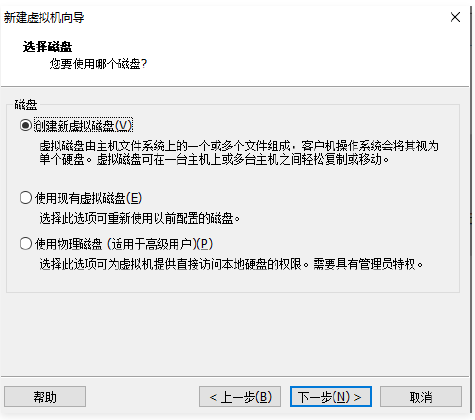 新建虚拟机向导
选择磁盘
您要使用哪个磁盘?
磁盘
创建新虚拟磁盘(V)
虚拟磁盘由主机文件系统上的一个或多个文件组成，客户机操作系统会将其视为
单个硬盘。虚拟磁盘可在一台主机上或多台主机之间轻松复制或移动。
使用现有虚拟磁盘(E)
选择此选项可重新使用以前配置的磁盘。
使用物理磁盘 (适用于高级用户)(P)
选择此选项可为虚拟机提供直接访问本地硬盘的权限。需要具有管理员特权。
帮助
< 上一步(B)
下一步(N) >
取消